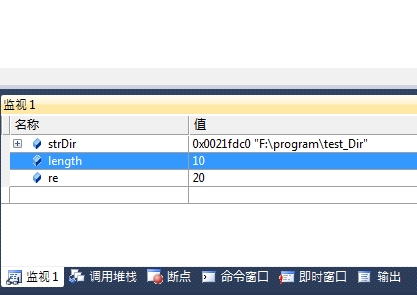 监视 1
名称 值
strDir 0x0021fdc0 "F:\program\test_Dir"
length 10
re 20
监视 1 调用堆栈 断点 命令窗口 即时窗口 输出